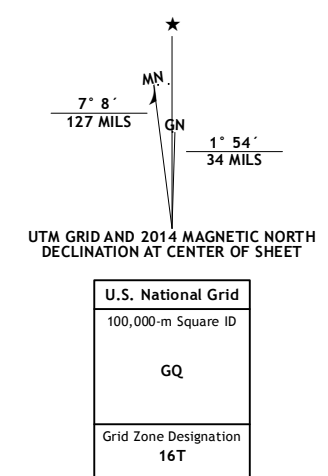 ★
MN
7° 8´
127 MILS
GN
1° 54´
34 MILS
UTM GRID AND 2014 MAGNETIC NORTH
DECLINATION AT CENTER OF SHEET
U.S. National Grid
100,000-m Square ID
GQ
Grid Zone Designation
16T